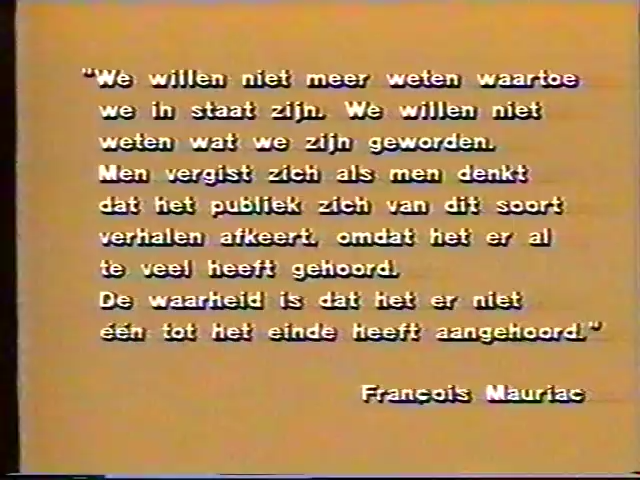 "We willen niet meer weten waartoe
we in staat zijn. We willen niet
weten wat we zijn geworden.
Men vergist zich als men denkt
dat het publiek zich van dit soort
verhalen afkeert, omdat het er al
te veel heeft gehoord.
De waarheid is dat het er niet
één tot het einde heeft aangehoord."
François Mauriac